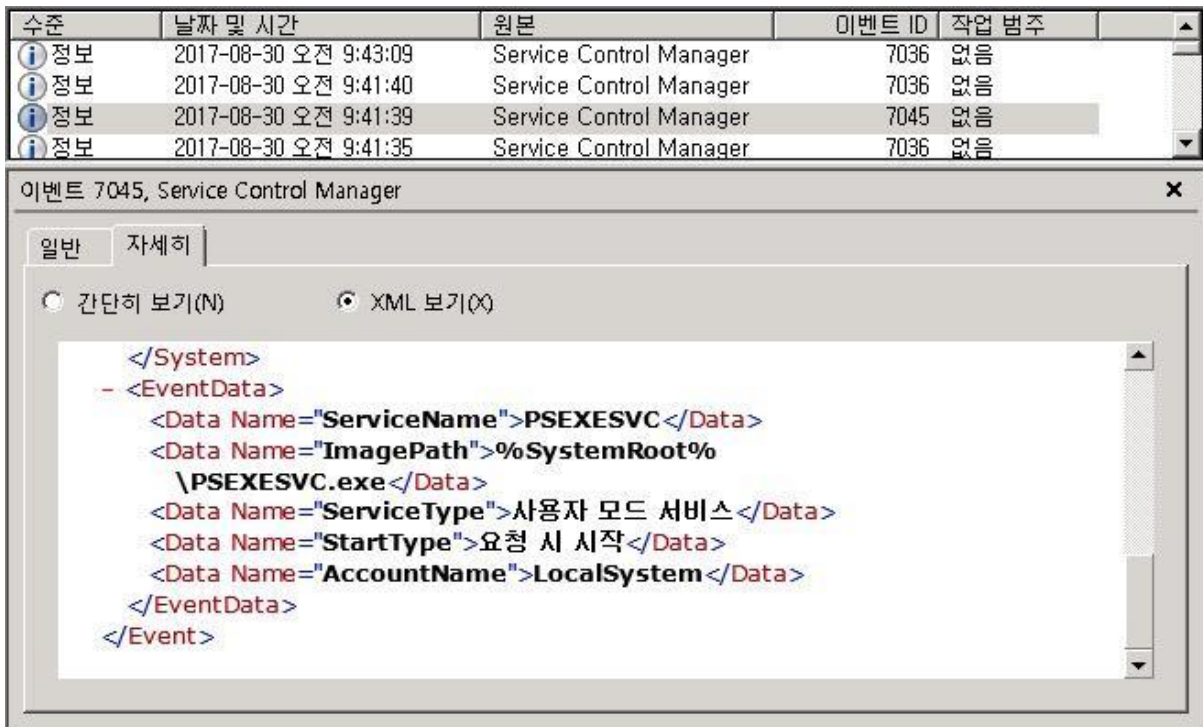 수준 날짜 및 시간 원본 이벤트 ID 작업 범주
정보 2017-08-30 오전 9:43:09 Service Control Manager 7036 없음
정보 2017-08-30 오전 9:41:40 Service Control Manager 7036 없음
정보 2017-08-30 오전 9:41:39 Service Control Manager 7045 없음
정보 2017-08-30 오전 9:41:35 Service Control Manager 7036 없음
이벤트 7045, Service Control Manager
일반 자세히
간단히 보기(N) XML 보기(X)
</System>
- <EventData>
<Data Name="ServiceName">PSEXESVC</Data>
<Data Name="ImagePath">%SystemRoot%
\PSEXESVC.exe</Data>
<Data Name="ServiceType">사용자 모드 서비스</Data>
<Data Name="StartType">요청 시 시작</Data>
<Data Name="AccountName">LocalSystem</Data>
</EventData>
</Event>